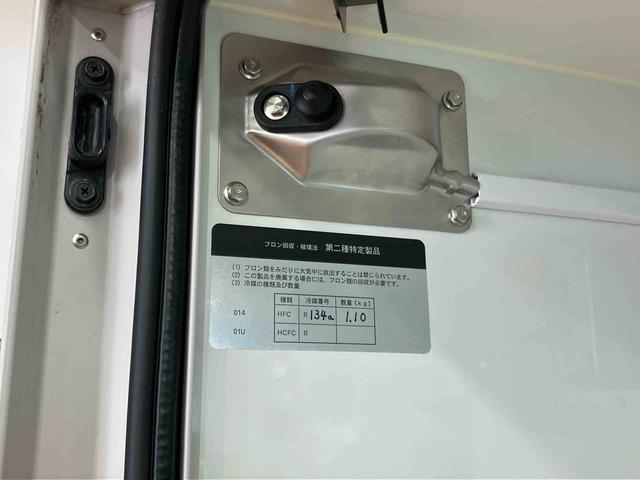 フロン回収・破壊法 第二種特定製品
(1) フロン類をみだりに大気中に放出することは禁じられています。
(2) この製品を廃棄する場合には、フロン類の回収が必要です。
(3) 冷媒の種類及び数量
種類 冷媒番号 数量(kg)
014 HFC R 134a 1.10
01U HCFC R